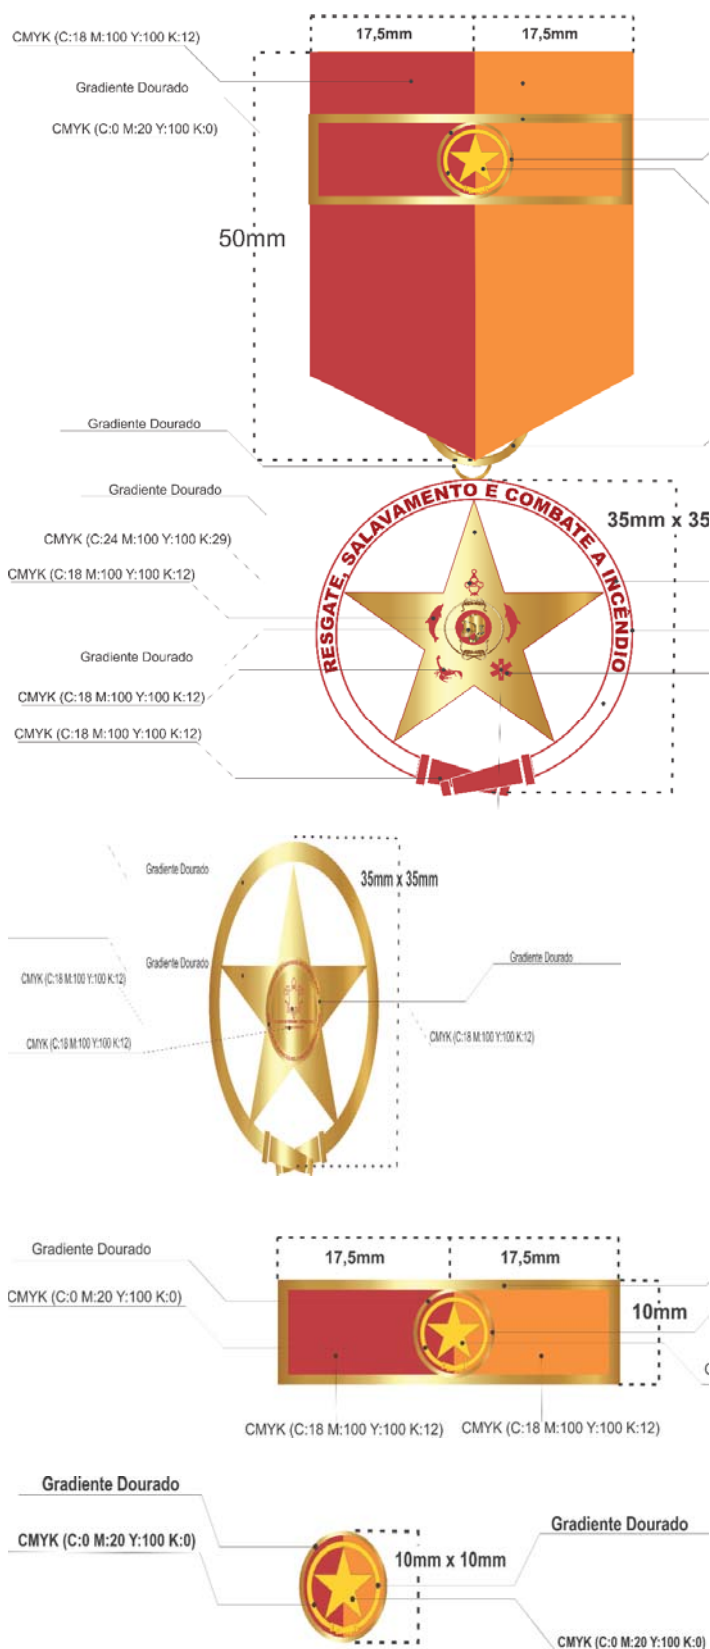 17,5mm
17,5mm
CMYK (C:18 M:100 Y:100 K:12)
Gradiente Dourado
CMYK (C:0 M:20 Y:100 K:0)
50mm
Gradiente Dourado
Gradiente Dourado
35mm x 35
CMYK (C:24 M:100 Y:100 K:29)
CMYK (C:18 M:100 Y:100 K:12)
RESGATE, SALAVAMENTO E COMBATE A INCÊNDIO
Gradiente Dourado
CMYK (C:18 M:100 Y:100 K:12)
CMYK (C:18 M:100 Y:100 K:12)
Gradiente Dourado
35mm x 35mm
Gradiente Dourado
Gradiente Dourado
CMYK (C:18 M:100 Y:100 K:12)
CMYK (C:18 M:100 Y:100 K:12)
CMYK (C:18 M:100 Y:100 K:12)
Gradiente Dourado
17,5mm
17,5mm
CMYK (C:0 M:20 Y:100 K:0)
10mm
CMYK (C:18 M:100 Y:100 K:12)
CMYK (C:18 M:100 Y:100 K:12)
Gradiente Dourado
Gradiente Dourado
CMYK (C:0 M:20 Y:100 K:0)
10mm x 10mm
CMYK (C:0 M:20 Y:100 K:0)